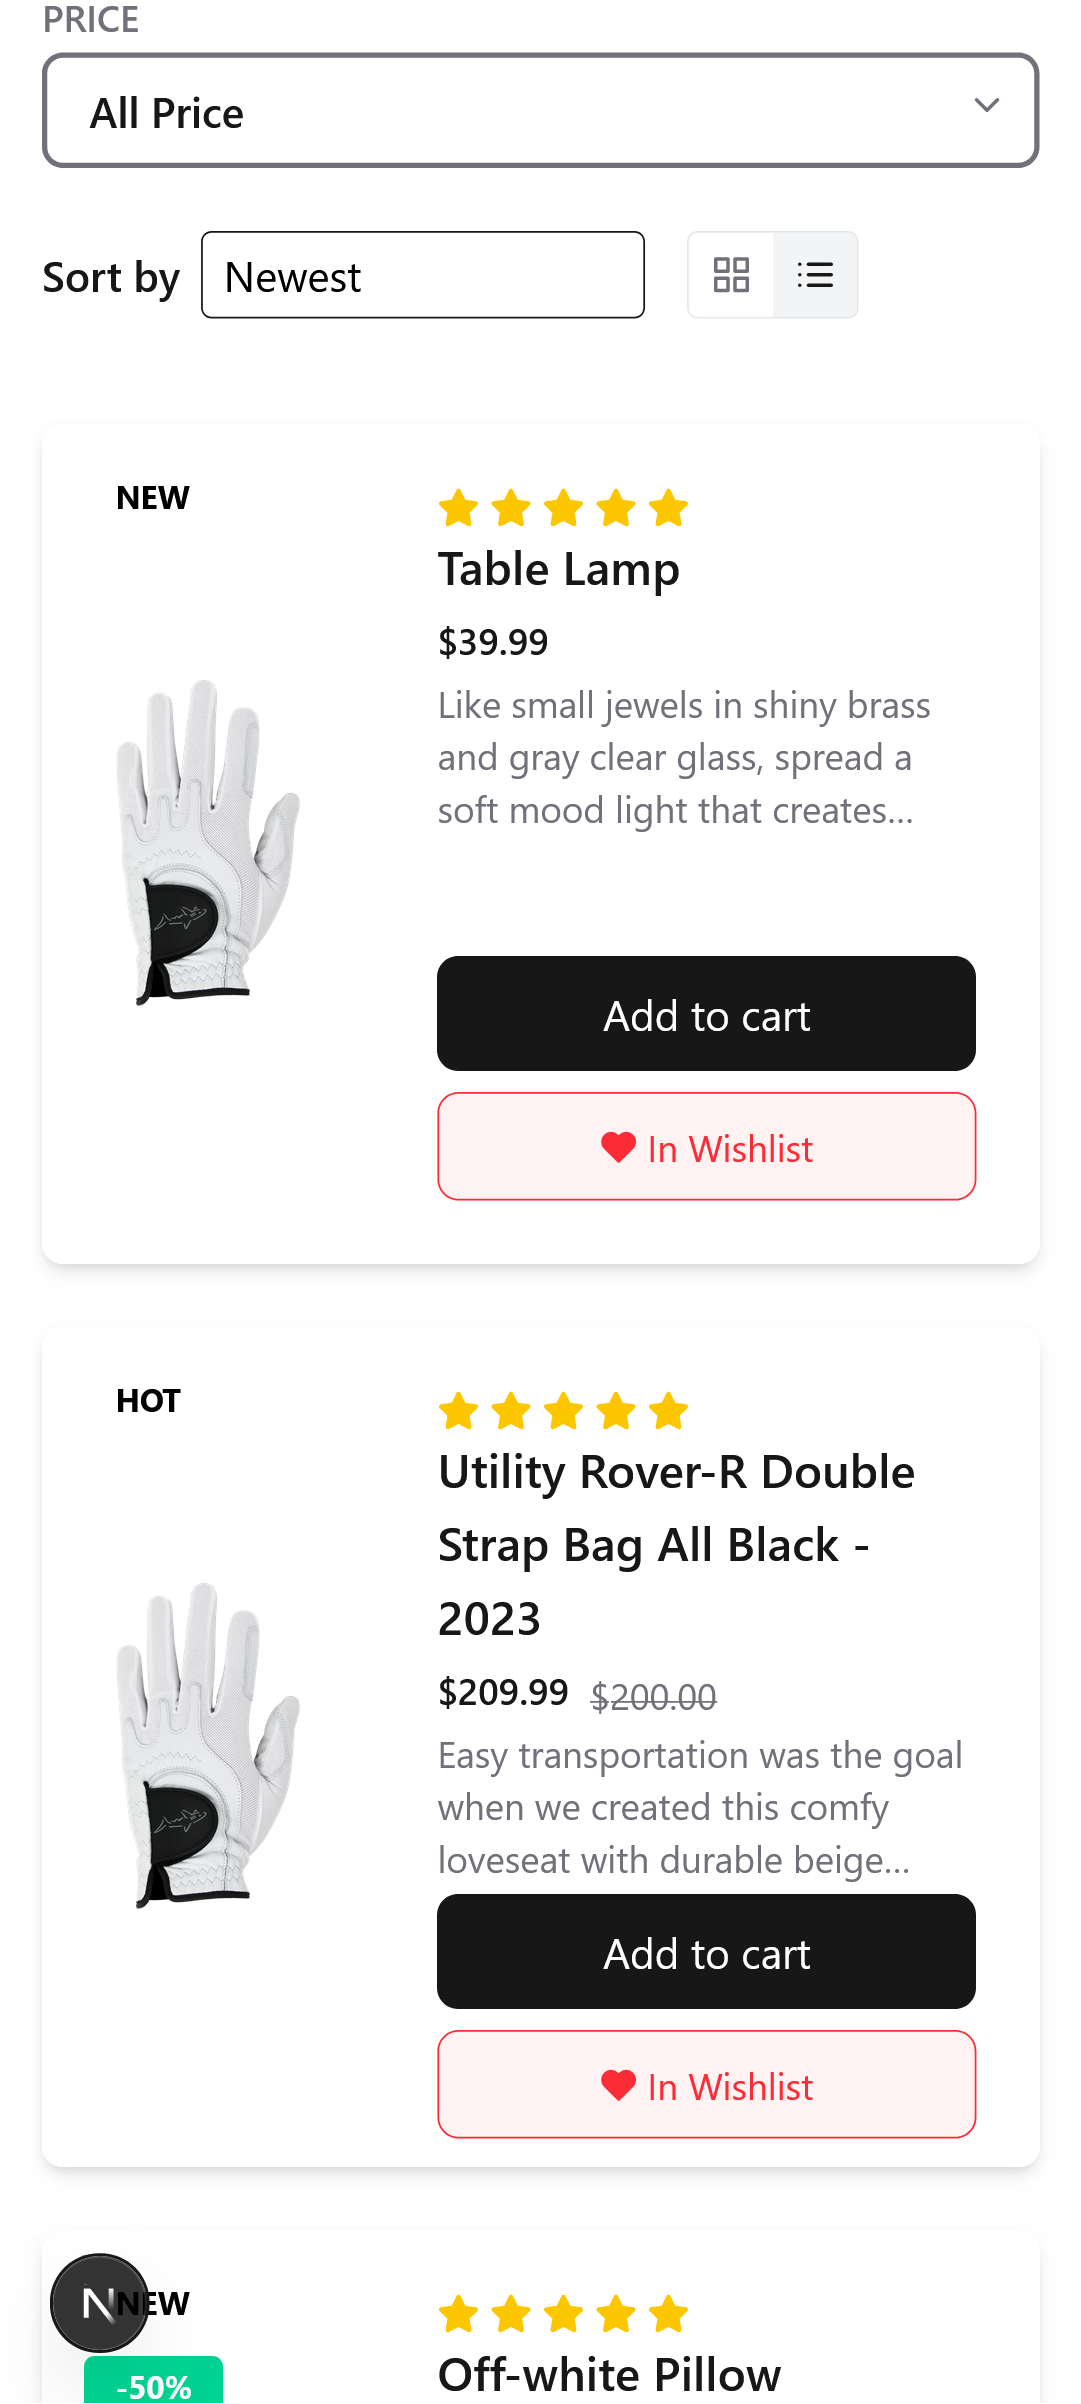 PRICE
All Price
Sort by Newest
NEW
Table Lamp
$39.99
Like small jewels in shiny brass
and gray clear glass, spread a
soft mood light that creates...
Add to cart
In Wishlist
HOT
Utility Rover-R Double
Strap Bag All Black -
2023
$209.99 $200.00
Easy transportation was the goal
when we created this comfy
loveseat with durable beige...
Add to cart
In Wishlist
N
NEW
-50%
Off-white Pillow